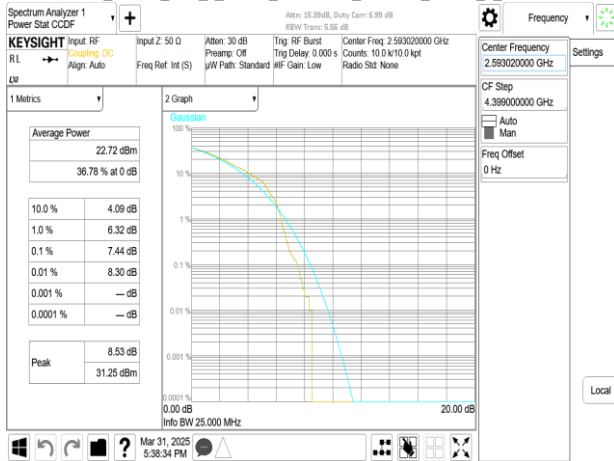 Spectrum Analyzer 1
Power Stat CCDF
+
Attn: 15.39dB, Duty Corr: 6.99 dB
RBW Trans: 5.56 dB
Frequency
KEYSIGHT
RL
Input: RF
Coupling: DC
Align: Auto
Input Z: 50 Ω
Freq Ref: Int (S)
Atten: 30 dB
Preamp: Off
µW Path: Standard
Trig: RF Burst
Trig Delay: 0.000 s
#IF Gain: Low
Center Freq: 2.593020000 GHz
Counts: 10.0 k/10.0 kpt
Radio Std: None
Center Frequency
2.593020000 GHz
Settings
CF Step
4.399000000 GHz
Auto
Man
Freq Offset
0 Hz
Local
1 Metrics
Average Power
22.72 dBm
36.78 % at 0 dB
10.0 % 4.09 dB
1.0 % 6.32 dB
0.1 % 7.44 dB
0.01 % 8.30 dB
0.001 % --- dB
0.0001 % --- dB
Peak
8.53 dB
31.25 dBm
2 Graph
Gaussian
100 %
10 %
1 %
0.1 %
0.01 %
0.001 %
0.0001 %
0.00 dB 20.00 dB
Info BW 25.000 MHz
?
Mar 31, 2025
5:38:34 PM